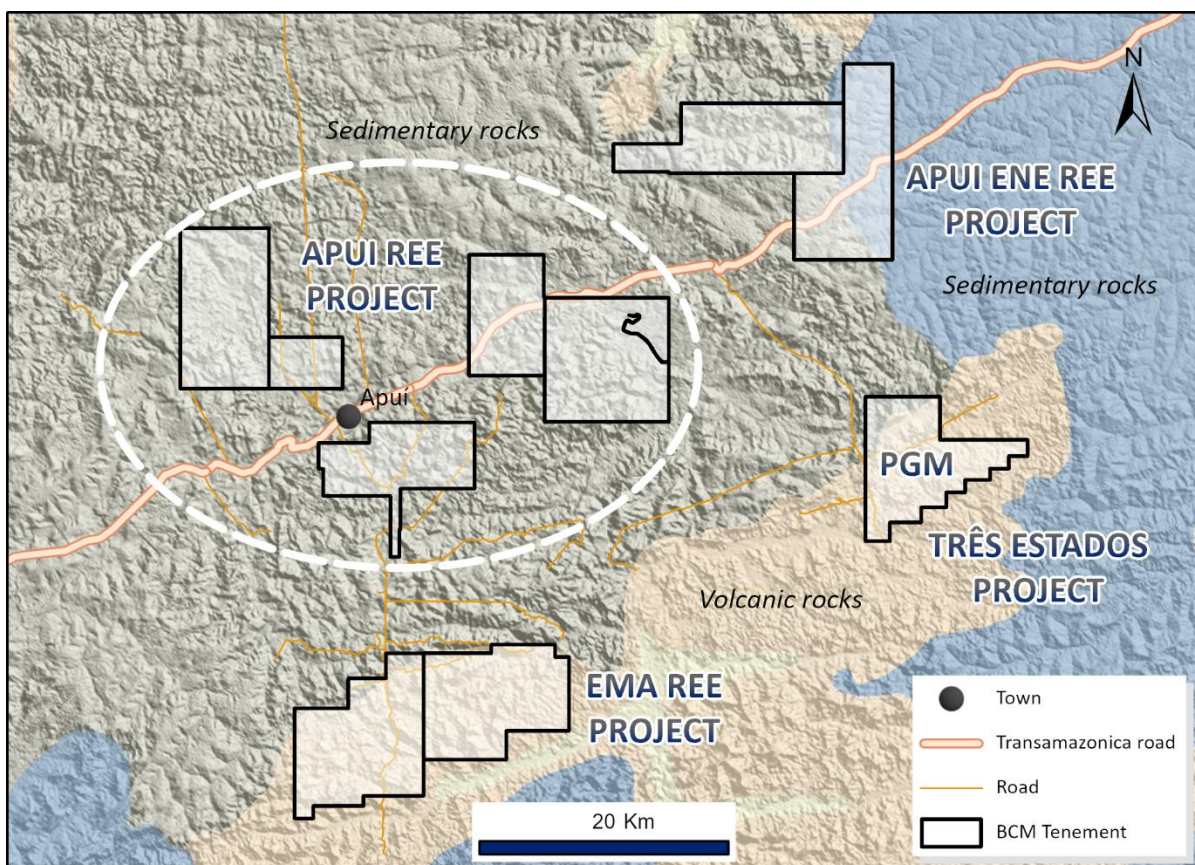 N
Sedimentary rocks
APUI ENE REE
PROJECT
APUI REE
PROJECT
Sedimentary rocks
Apuí
PGM
TRÊS ESTADOS
PROJECT
Volcanic rocks
EMA REE
PROJECT
Town
Transamazonica road
Road
BCM Tenement
20 Km